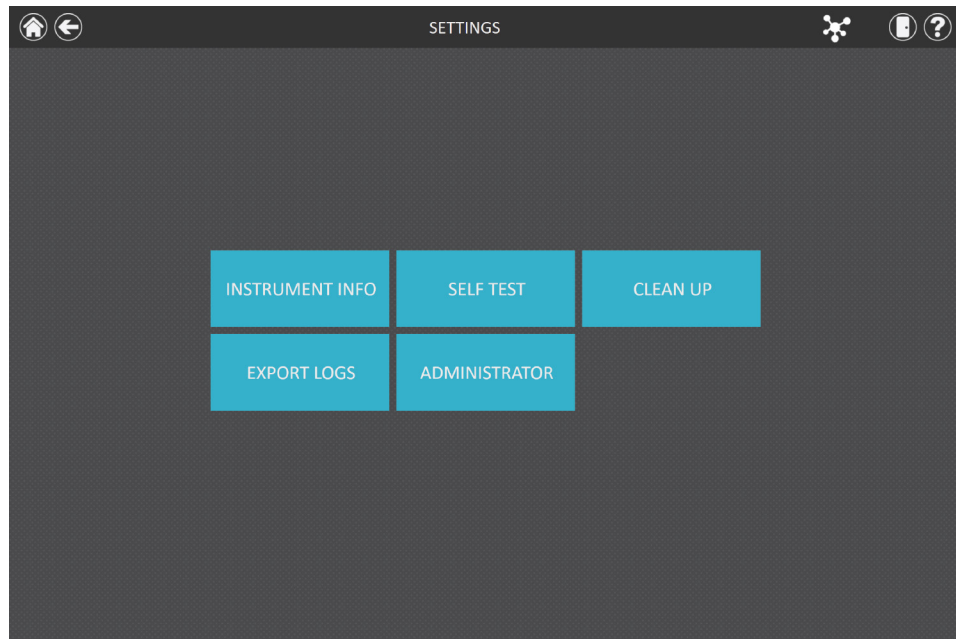 SETTINGS
?
INSTRUMENT INFO
SELF TEST
CLEAN UP
EXPORT LOGS
ADMINISTRATOR